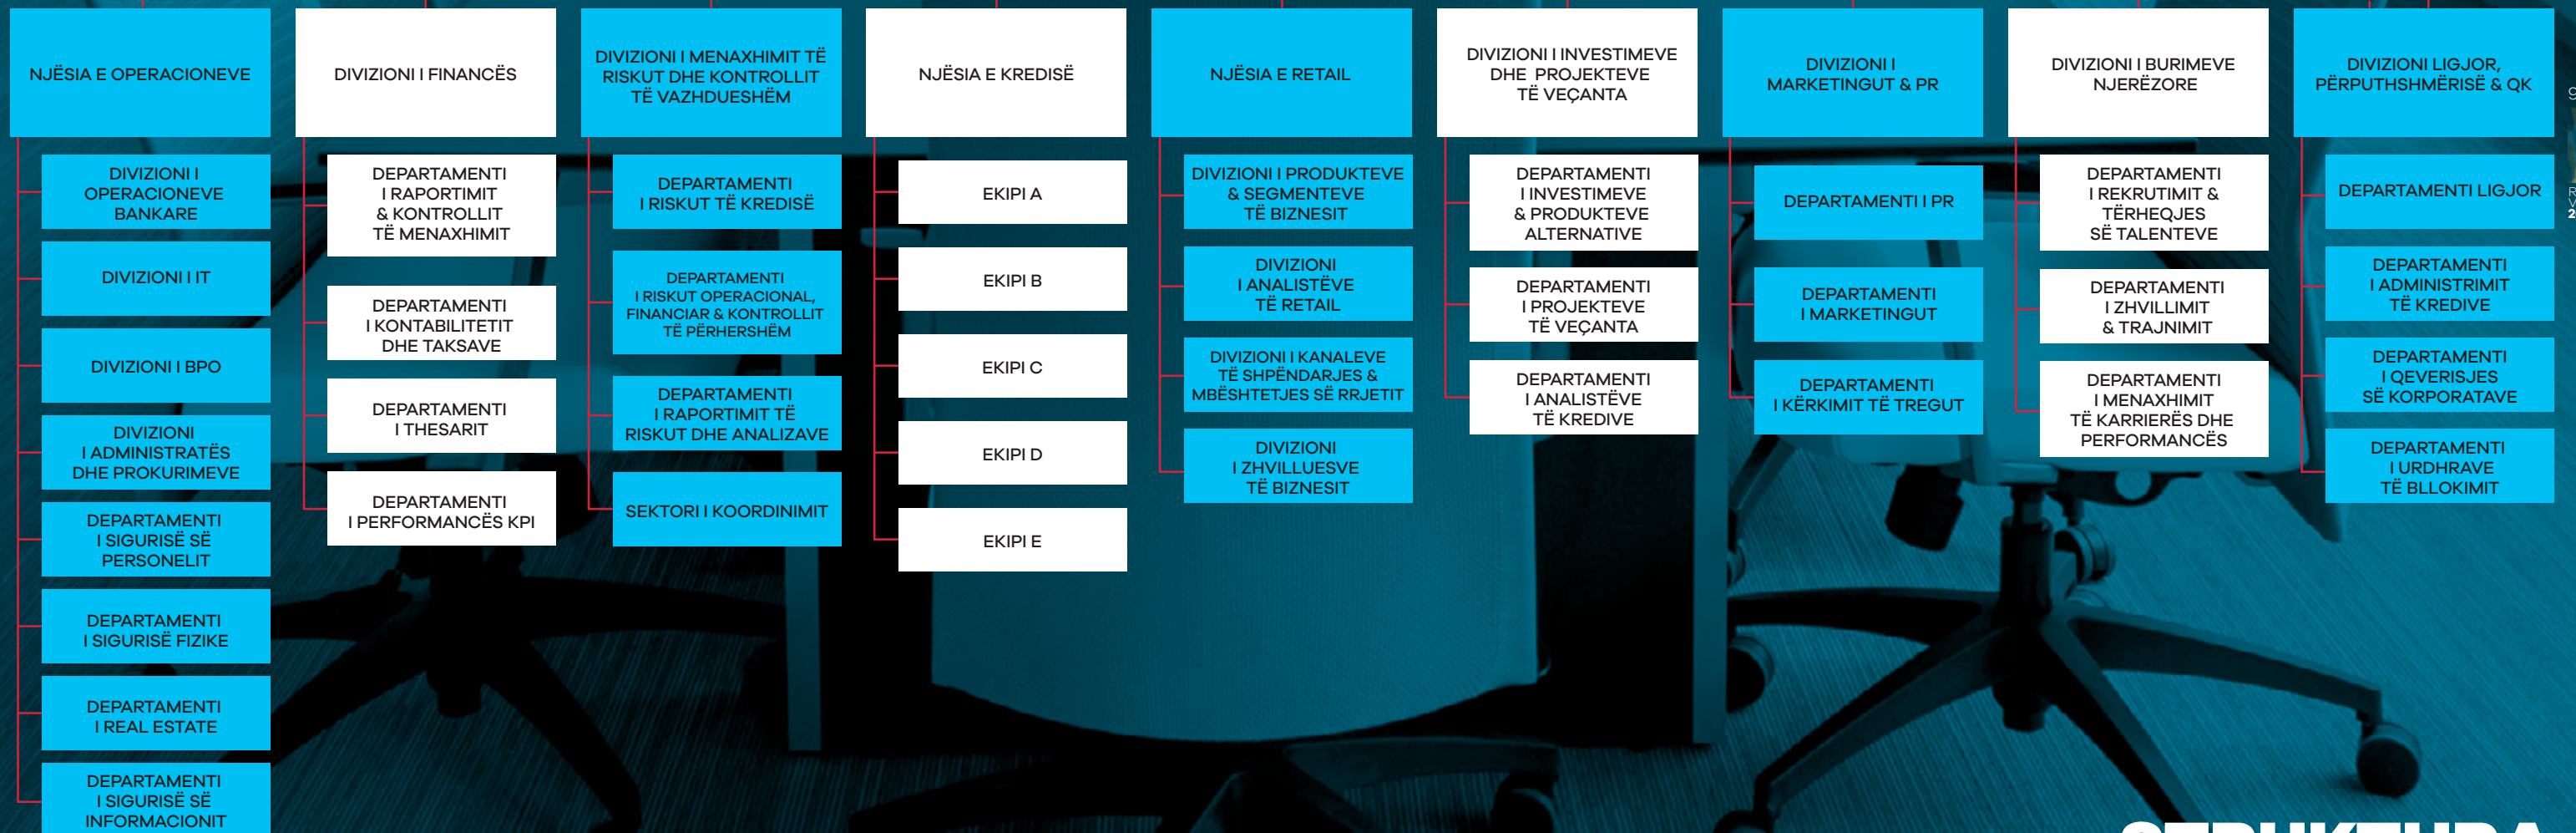 NJËSIA E OPERACIONEVE
DIVIZIONI I
OPERACIONEVE
BANKARE
DIVIZIONI I IT
DIVIZIONI I BPO
DIVIZIONI
I ADMINISTRATËS
DHE PROKURIMEVE
DEPARTAMENTI
I SIGURISË SË
PERSONELIT
DEPARTAMENTI
I SIGURISË FIZIKE
DEPARTAMENTI
I REAL ESTATE
DEPARTAMENTI
I SIGURISË SË
INFORMACIONIT
DIVIZIONI I FINANCËS
DEPARTAMENTI
I RAPORTIMIT
& KONTROLLIT
TË MENAXHIMIT
DEPARTAMENTI
I KONTABILITETIT
DHE TAKSAVE
DEPARTAMENTI
I THESARIT
DEPARTAMENTI
I PERFORMANCËS KPI
DIVIZIONI I MENAXHIMIT TË
RISKUT DHE KONTROLLIT
TË VAZHDUESHËM
DEPARTAMENTI
I RISKUT TË KREDISË
DEPARTAMENTI
I RISKUT OPERACIONAL,
FINANCIAR & KONTROLLIT
TË PËRHERSHËM
DEPARTAMENTI
I RAPORTIMIT TË
RISKUT DHE ANALIZAVE
SEKTORI I KOORDINIMIT
NJËSIA E KREDISË
EKIPI A
EKIPI B
EKIPI C
EKIPI D
EKIPI E
NJËSIA E RETAIL
DIVIZIONI I PRODUKTEVE
& SEGMENTEVE
TË BIZNESIT
DIVIZIONI
I ANALISTËVE
TË RETAIL
DIVIZIONI I KANALEVE
TË SHPËNDARJES &
MBËSHTETJES SË RRJETIT
DIVIZIONI
I ZHVILLUESVE
TË BIZNESIT
DIVIZIONI I INVESTIMEVE
DHE PROJEKTEVE
TË VEÇANTA
DEPARTAMENTI
I INVESTIMEVE
& PRODUKTEVE
ALTERNATIVE
DEPARTAMENTI
I PROJEKTEVE
TË VEÇANTA
DEPARTAMENTI
I ANALISTËVE
TË KREDIVE
DIVIZIONI I
MARKETINGUT & PR
DEPARTAMENTI I PR
DEPARTAMENTI
I MARKETINGUT
DEPARTAMENTI
I KËRKIMIT TË TREGUT
DIVIZIONI I BURIMEVE
NJERËZORE
DEPARTAMENTI
I REKRUTIMIT &
TËRHEQJES
SË TALENTEVE
DEPARTAMENTI
I ZHVILLIMIT
& TRAJNIMIT
DEPARTAMENTI
I MENAXHIMIT
TË KARRIERËS DHE
PERFORMANCËS
DIVIZIONI LIGJOR,
PËRPUTHSHMËRISË & QK
DEPARTAMENTI LIGJOR
DEPARTAMENTI
I ADMINISTRIMIT
TË KREDIVE
DEPARTAMENTI
I QEVERISJES
SË KORPORATAVE
DEPARTAMENTI
I URDHRAVE
TË BLLOKIMIT